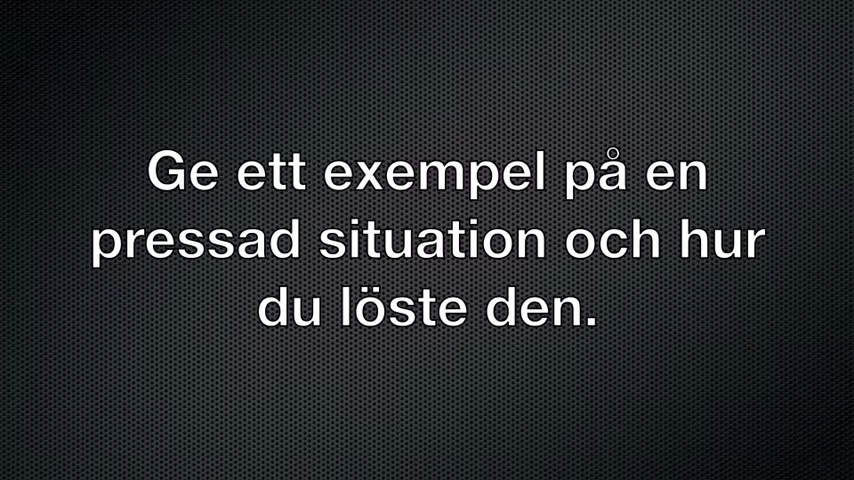 Ge ett exempel på en
pressad situation och hur
du löste den.